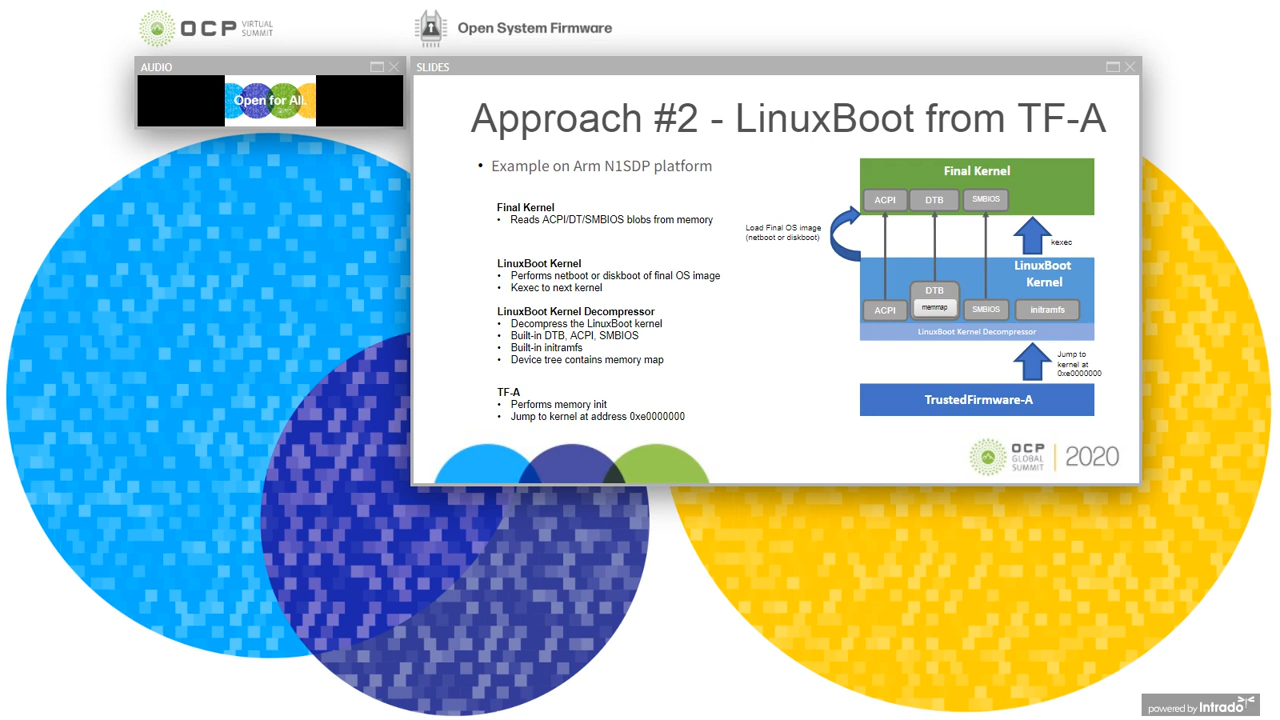 OCP VIRTUAL SUMMIT
Open System Firmware
AUDIO
Open for All.
SLIDES
Approach #2 - LinuxBoot from TF-A
• Example on Arm N1SDP platform
Final Kernel
• Reads ACPI/DT/SMBIOS blobs from memory
LinuxBoot Kernel
• Performs netboot or diskboot of final OS image
• Kexec to next kernel
LinuxBoot Kernel Decompressor
• Decompress the LinuxBoot kernel
• Built-in DTB, ACPI, SMBIOS
• Built-in initramfs
• Device tree contains memory map
TF-A
• Performs memory init
• Jump to kernel at address 0xe0000000
Final Kernel
ACPI
DTB
SMBIOS
Load Final OS image
(netboot or diskboot)
kexec
LinuxBoot
Kernel
DTB
memmap
ACPI
SMBIOS
initramfs
LinuxBoot Kernel Decompressor
Jump to
kernel at
0xe0000000
TrustedFirmware-A
OCP
GLOBAL
SUMMIT
2020
powered by Intrado